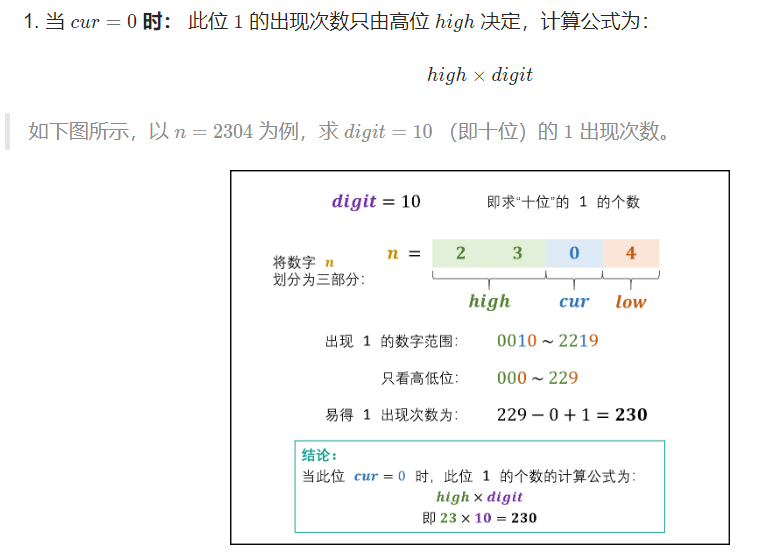 1. 当 cur = 0 时： 此位 1 的出现次数只由高位 high 决定，计算公式为：
high × digit
如下图所示，以 n = 2304 为例，求 digit = 10 （即十位）的 1 出现次数。
digit = 10 即求“十位”的 1 的个数
将数字 n
划分为三部分：
n = 2 3 0 4
high cur low
出现 1 的数字范围： 0010 ~ 2219
只看高低位： 000 ~ 229
易得 1 出现次数为： 229 − 0 + 1 = 230
结论：
当此位 cur = 0 时，此位 1 的个数的计算公式为：
high × digit
即 23 × 10 = 230